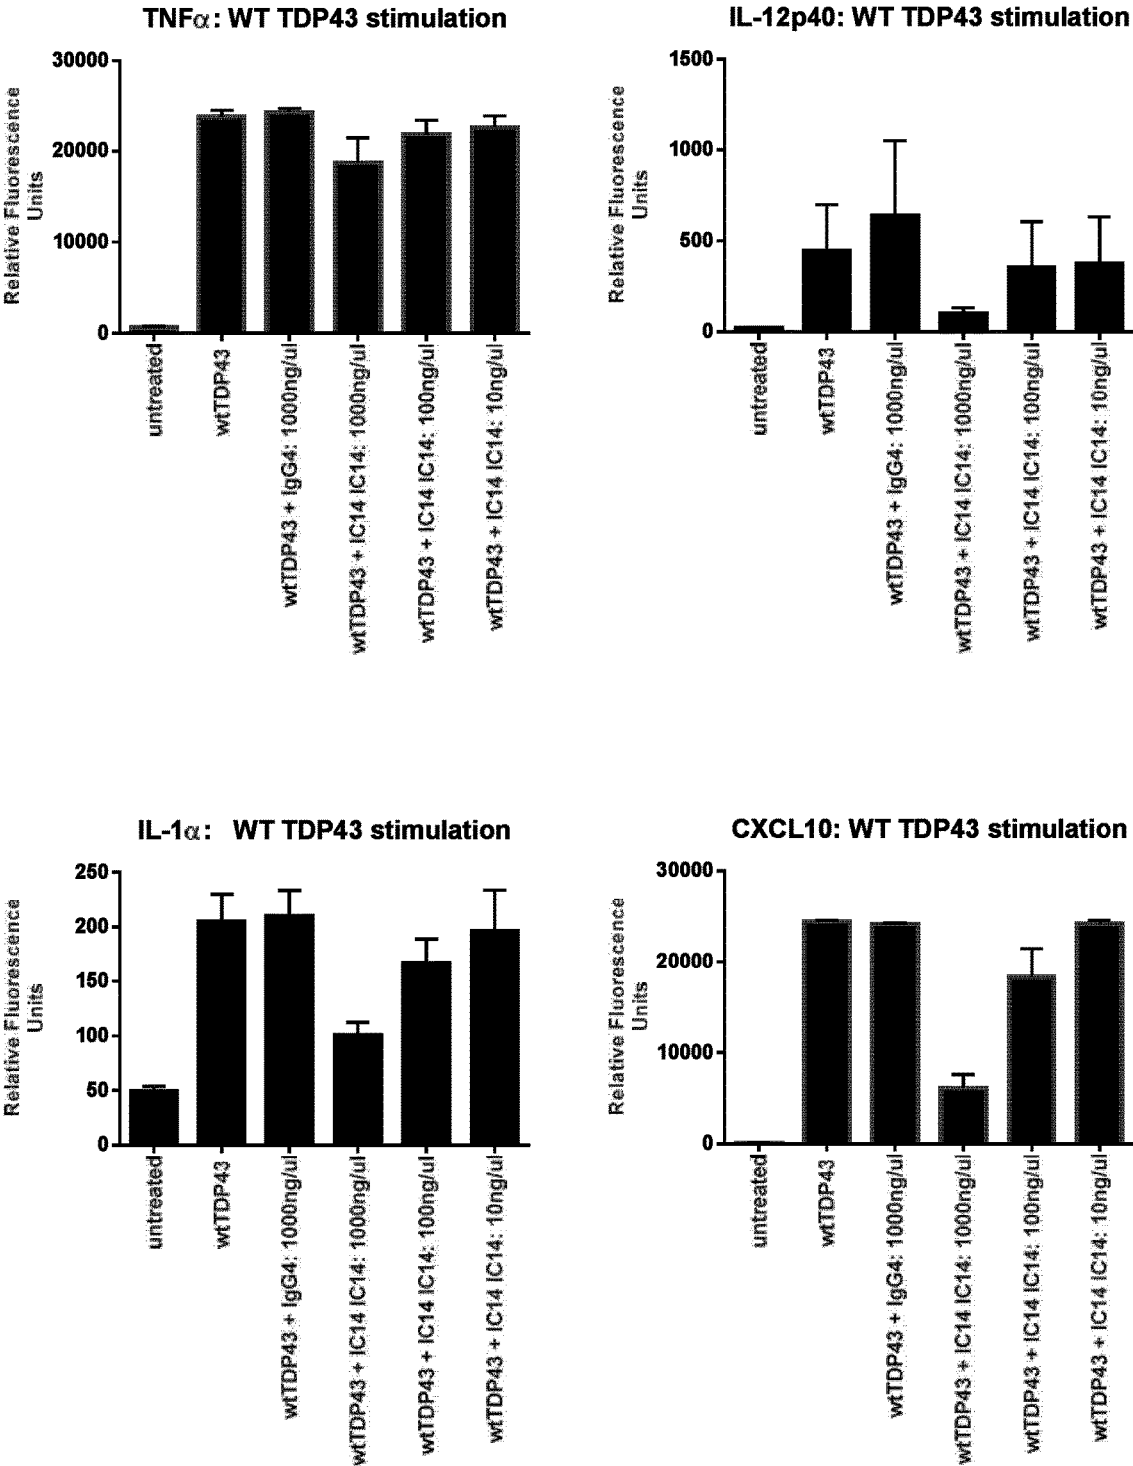 TNFα: WT TDP43 stimulation
Relative Fluorescence
Units
30000
20000
10000
0
untreated
wtTDP43
wtTDP43 + IgG4: 1000ng/ul
wtTDP43 + IC14 IC14: 1000ng/ul
wtTDP43 + IC14 IC14: 100ng/ul
wtTDP43 + IC14 IC14: 10ng/ul
IL-12p40: WT TDP43 stimulation
Relative Fluorescence
Units
1500
1000
500
0
untreated
wtTDP43
wtTDP43 + IgG4: 1000ng/ul
wtTDP43 + IC14 IC14: 1000ng/ul
wtTDP43 + IC14 IC14: 100ng/ul
wtTDP43 + IC14 IC14: 10ng/ul
IL-1α: WT TDP43 stimulation
Relative Fluorescence
Units
250
200
150
100
50
0
untreated
wtTDP43
wtTDP43 + IgG4: 1000ng/ul
wtTDP43 + IC14 IC14: 1000ng/ul
wtTDP43 + IC14 IC14: 100ng/ul
wtTDP43 + IC14 IC14: 10ng/ul
CXCL10: WT TDP43 stimulation
Relative Fluorescence
Units
30000
20000
10000
0
untreated
wtTDP43
wtTDP43 + IgG4: 1000ng/ul
wtTDP43 + IC14 IC14: 1000ng/ul
wtTDP43 + IC14 IC14: 100ng/ul
wtTDP43 + IC14 IC14: 10ng/ul